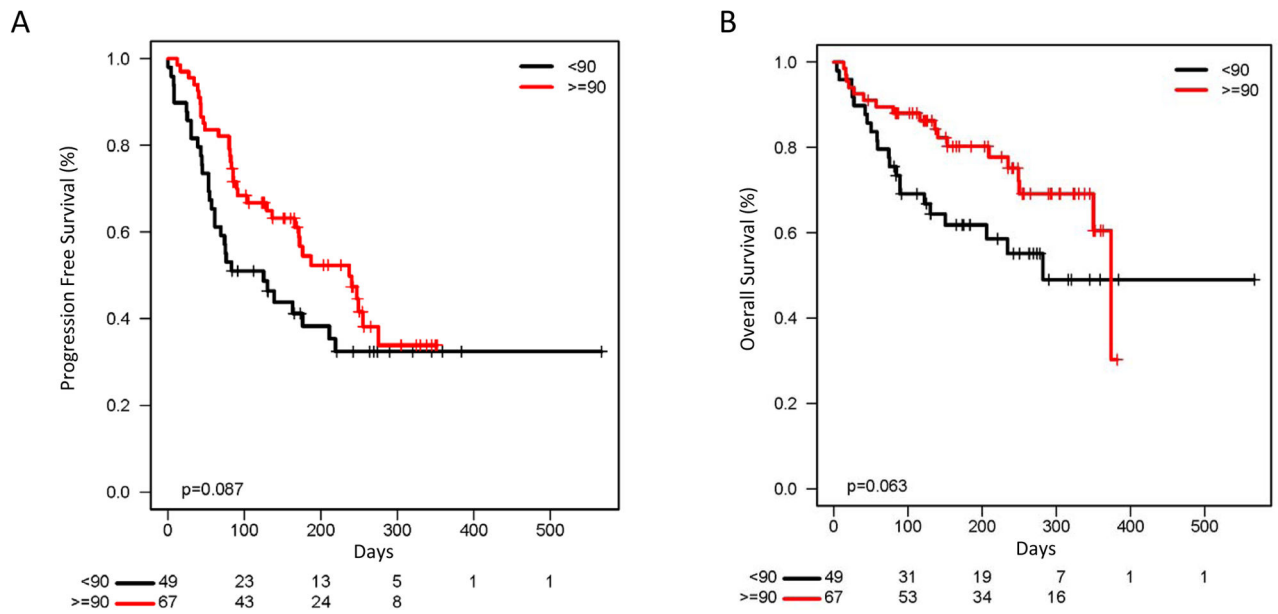 A
Progression Free Survival (%)
1.0
0.8
0.6
0.4
0.2
0.0
<90
>=90
p=0.087
0 100 200 300 400 500
Days
<90 49 23 13 5 1 1
>=90 67 43 24 8
B
Overall Survival (%)
1.0
0.8
0.6
0.4
0.2
0.0
<90
>=90
p=0.063
0 100 200 300 400 500
Days
<90 49 31 19 7 1 1
>=90 67 53 34 16